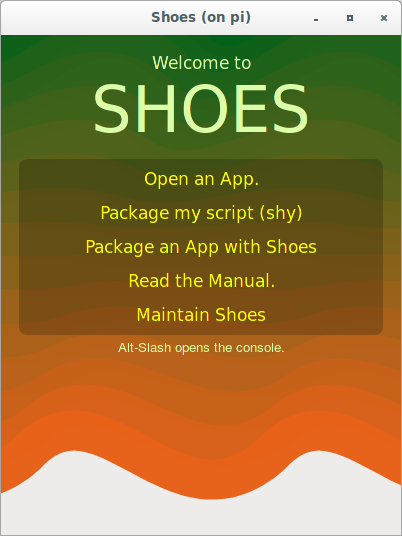 Shoes (on pi)
Welcome to
SHOES
Open an App.
Package my script (shy)
Package an App with Shoes
Read the Manual.
Maintain Shoes
Alt-Slash opens the console.